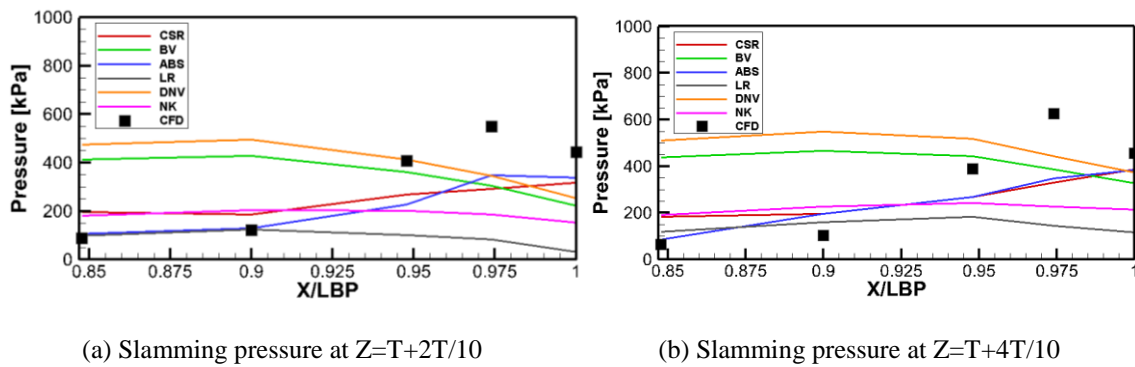 1000
800
600
400
200
0
Pressure [kPa]
CSR
BV
ABS
LR
DNV
NK
CFD
0.85 0.875 0.9 0.925 0.95 0.975 1
X/LBP
(a) Slamming pressure at Z=T+2T/10
1000
800
600
400
200
0
Pressure [kPa]
CSR
BV
ABS
LR
DNV
NK
CFD
0.85 0.875 0.9 0.925 0.95 0.975 1
X/LBP
(b) Slamming pressure at Z=T+4T/10